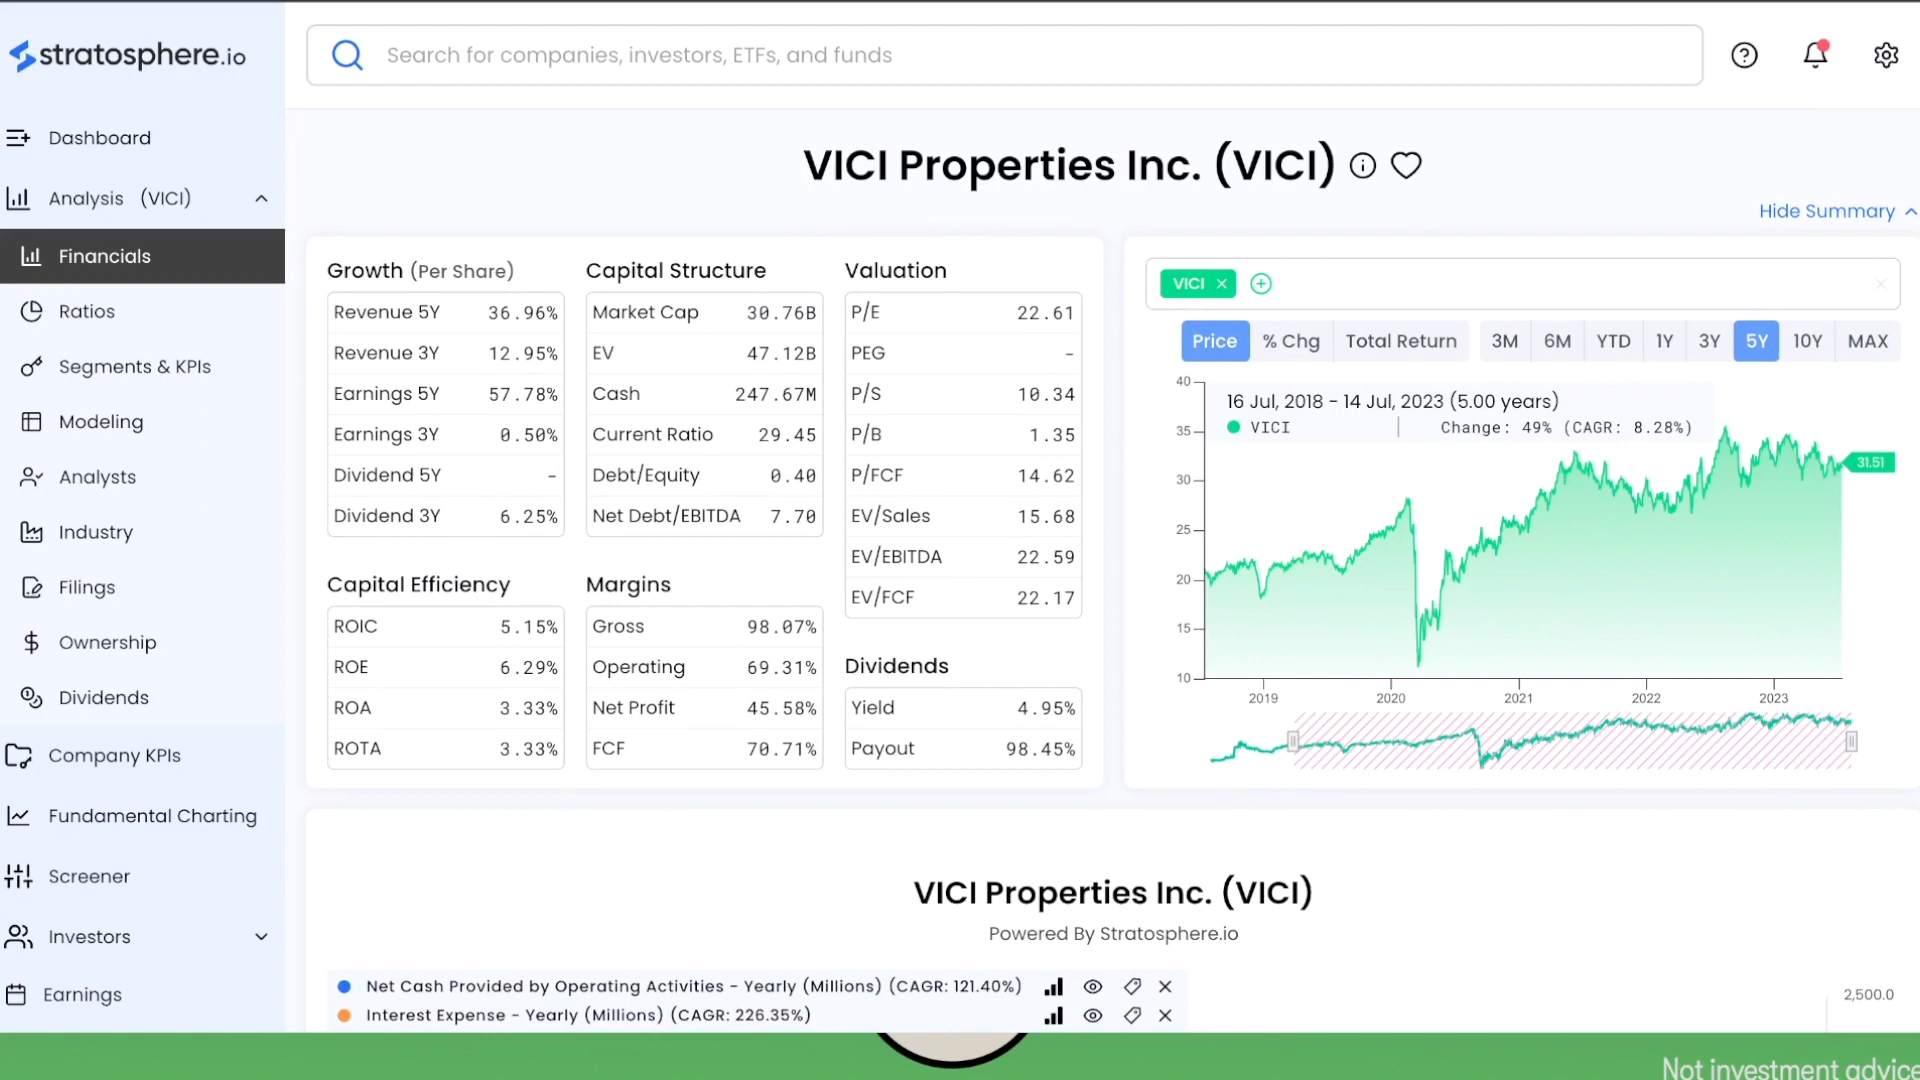 stratosphere.io
Search for companies, investors, ETFs, and funds
Dashboard
Analysis (VICI)
Financials
Ratios
Segments & KPIs
Modeling
Analysts
Industry
Filings
Ownership
Dividends
Company KPIs
Fundamental Charting
Screener
Investors
Earnings
VICI Properties Inc. (VICI)
Hide Summary
Growth (Per Share)
Revenue 5Y 36.96%
Revenue 3Y 12.95%
Earnings 5Y 57.78%
Earnings 3Y 0.50%
Dividend 5Y -
Dividend 3Y 6.25%
Capital Efficiency
ROIC 5.15%
ROE 6.29%
ROA 3.33%
ROTA 3.33%
Capital Structure
Market Cap 30.76B
EV 47.12B
Cash 247.67M
Current Ratio 29.45
Debt/Equity 0.40
Net Debt/EBITDA 7.70
Margins
Gross 98.07%
Operating 69.31%
Net Profit 45.58%
FCF 70.71%
Valuation
P/E 22.61
PEG -
P/S 10.34
P/B 1.35
P/FCF 14.62
EV/Sales 15.68
EV/EBITDA 22.59
EV/FCF 22.17
Dividends
Yield 4.95%
Payout 98.45%
VICI
Price % Chg Total Return 3M 6M YTD 1Y 3Y 5Y 10Y MAX
16 Jul, 2018 - 14 Jul, 2023 (5.00 years)
VICI Change: 49% (CAGR: 8.28%)
40
35
30
25
20
15
10
31.51
2019 2020 2021 2022 2023
VICI Properties Inc. (VICI)
Powered By Stratosphere.io
Net Cash Provided by Operating Activities - Yearly (Millions) (CAGR: 121.40%)
Interest Expense - Yearly (Millions) (CAGR: 226.35%)
2,500.0
Not investment advice